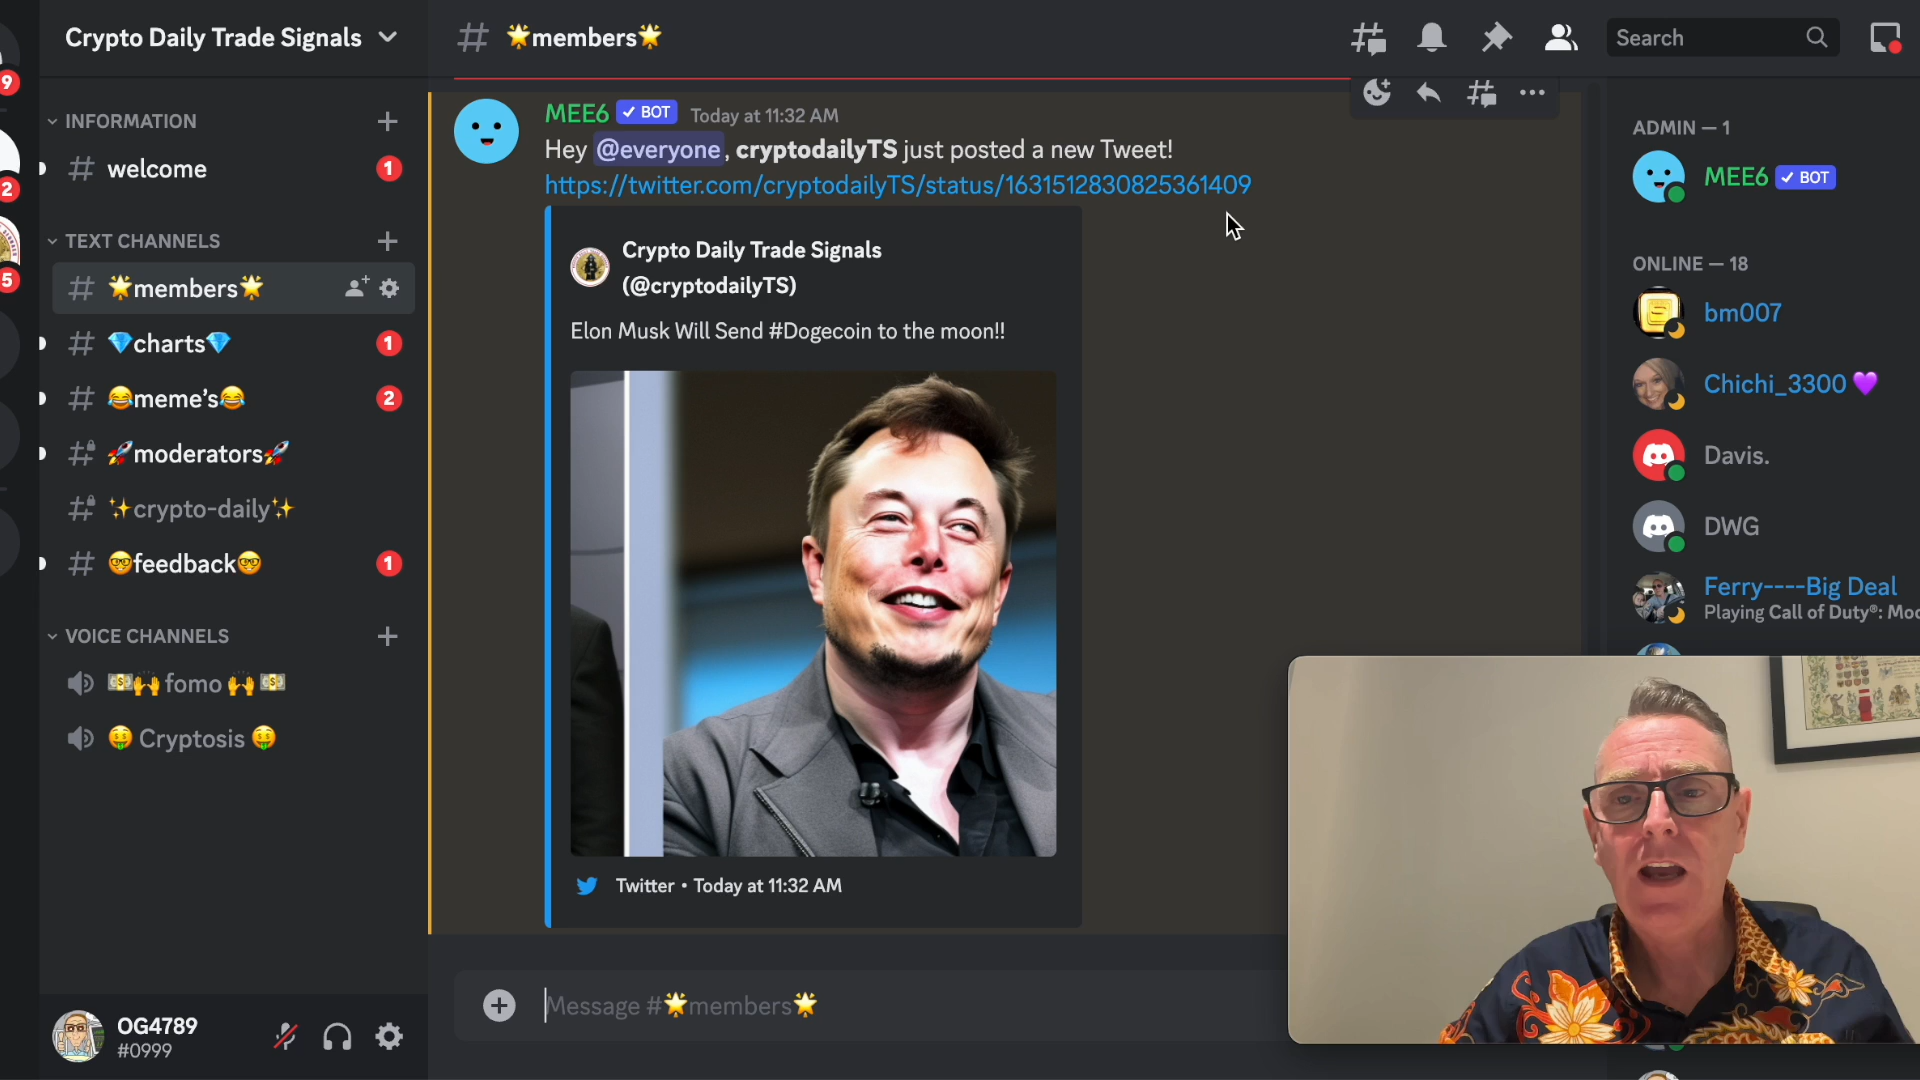 Crypto Daily Trade Signals
9
2
5
INFORMATION
welcome
1
TEXT CHANNELS
🌟members🌟
💎charts💎
1
😂meme's😂
2
🚀moderators🚀
✨crypto-daily✨
🤓feedback🤓
1
VOICE CHANNELS
💵🙌 fomo 🙌💵
🤑 Cryptosis 🤑
OG4789
#0999
# 🌟members🌟
Search
MEE6 ✓ BOT Today at 11:32 AM
Hey @everyone, cryptodailyTS just posted a new Tweet!
https://twitter.com/cryptodailyTS/status/1631512830825361409
Crypto Daily Trade Signals
(@cryptodailyTS)
Elon Musk Will Send #Dogecoin to the moon!!
Twitter • Today at 11:32 AM
Message #🌟members🌟
ADMIN — 1
MEE6 ✓ BOT
ONLINE — 18
bm007
Chichi_3300 💜
Davis.
DWG
Ferry----Big Deal
Playing Call of Duty®: Moc